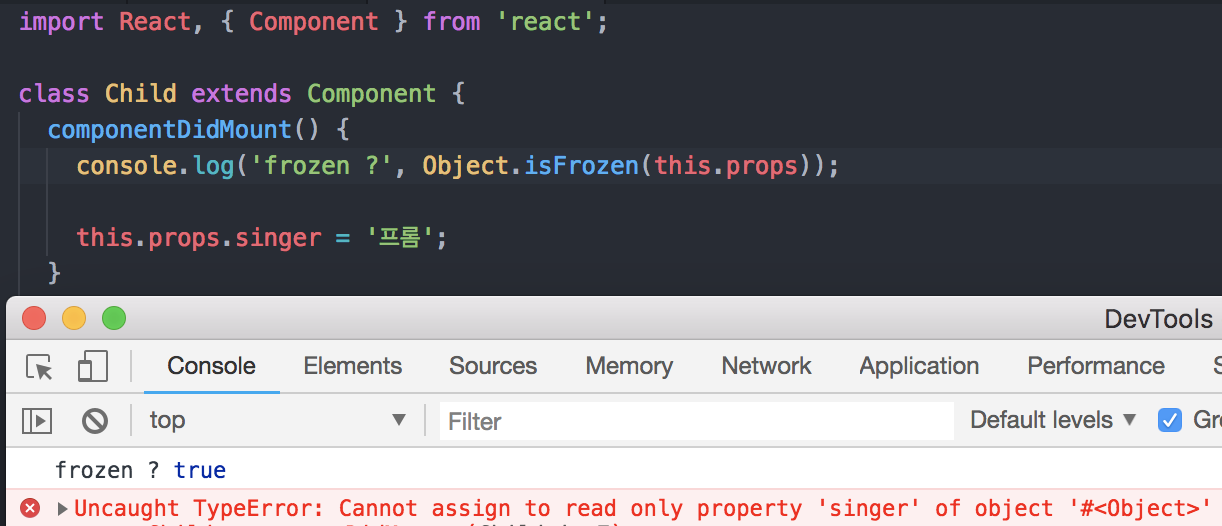 import React, { Component } from 'react';
class Child extends Component {
componentDidMount() {
console.log('frozen ?', Object.isFrozen(this.props));
this.props.singer = '프롬';
}
DevTools
Console Elements Sources Memory Network Application Performance
top Filter Default levels
frozen ? true
Uncaught TypeError: Cannot assign to read only property 'singer' of object '#<Object>'